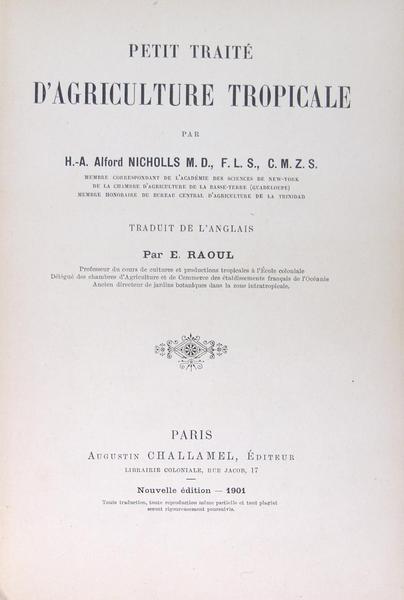 PETIT TRAITÉ
D'AGRICULTURE TROPICALE
PAR
H.-A. Alford NICHOLLS M. D., F. L. S., C. M. Z. S.
MEMBRE CORRESPONDANT DE L'ACADÉMIE DES SCIENCES DE NEW-YORK
DE LA CHAMBRE D'AGRICULTURE DE LA BASSE-TERRE (GUADELOUPE)
MEMBRE HONORAIRE DU BUREAU CENTRAL D'AGRICULTURE DE LA TRINIDAD
TRADUIT DE L'ANGLAIS
Par E. RAOUL
Professeur du cours de cultures et productions tropicales à l'École coloniale
Délégué des chambres d'Agriculture et de Commerce des établissements français de l'Océanie
Ancien directeur de jardins botaniques dans la zone intratropicale.
PARIS
AUGUSTIN CHALLAMEL, ÉDITEUR
LIBRAIRIE COLONIALE, RUE JACOB, 17
Nouvelle édition — 1901
Toute traduction, toute reproduction même partielle et tout plagiat
seront rigoureusement poursuivis.